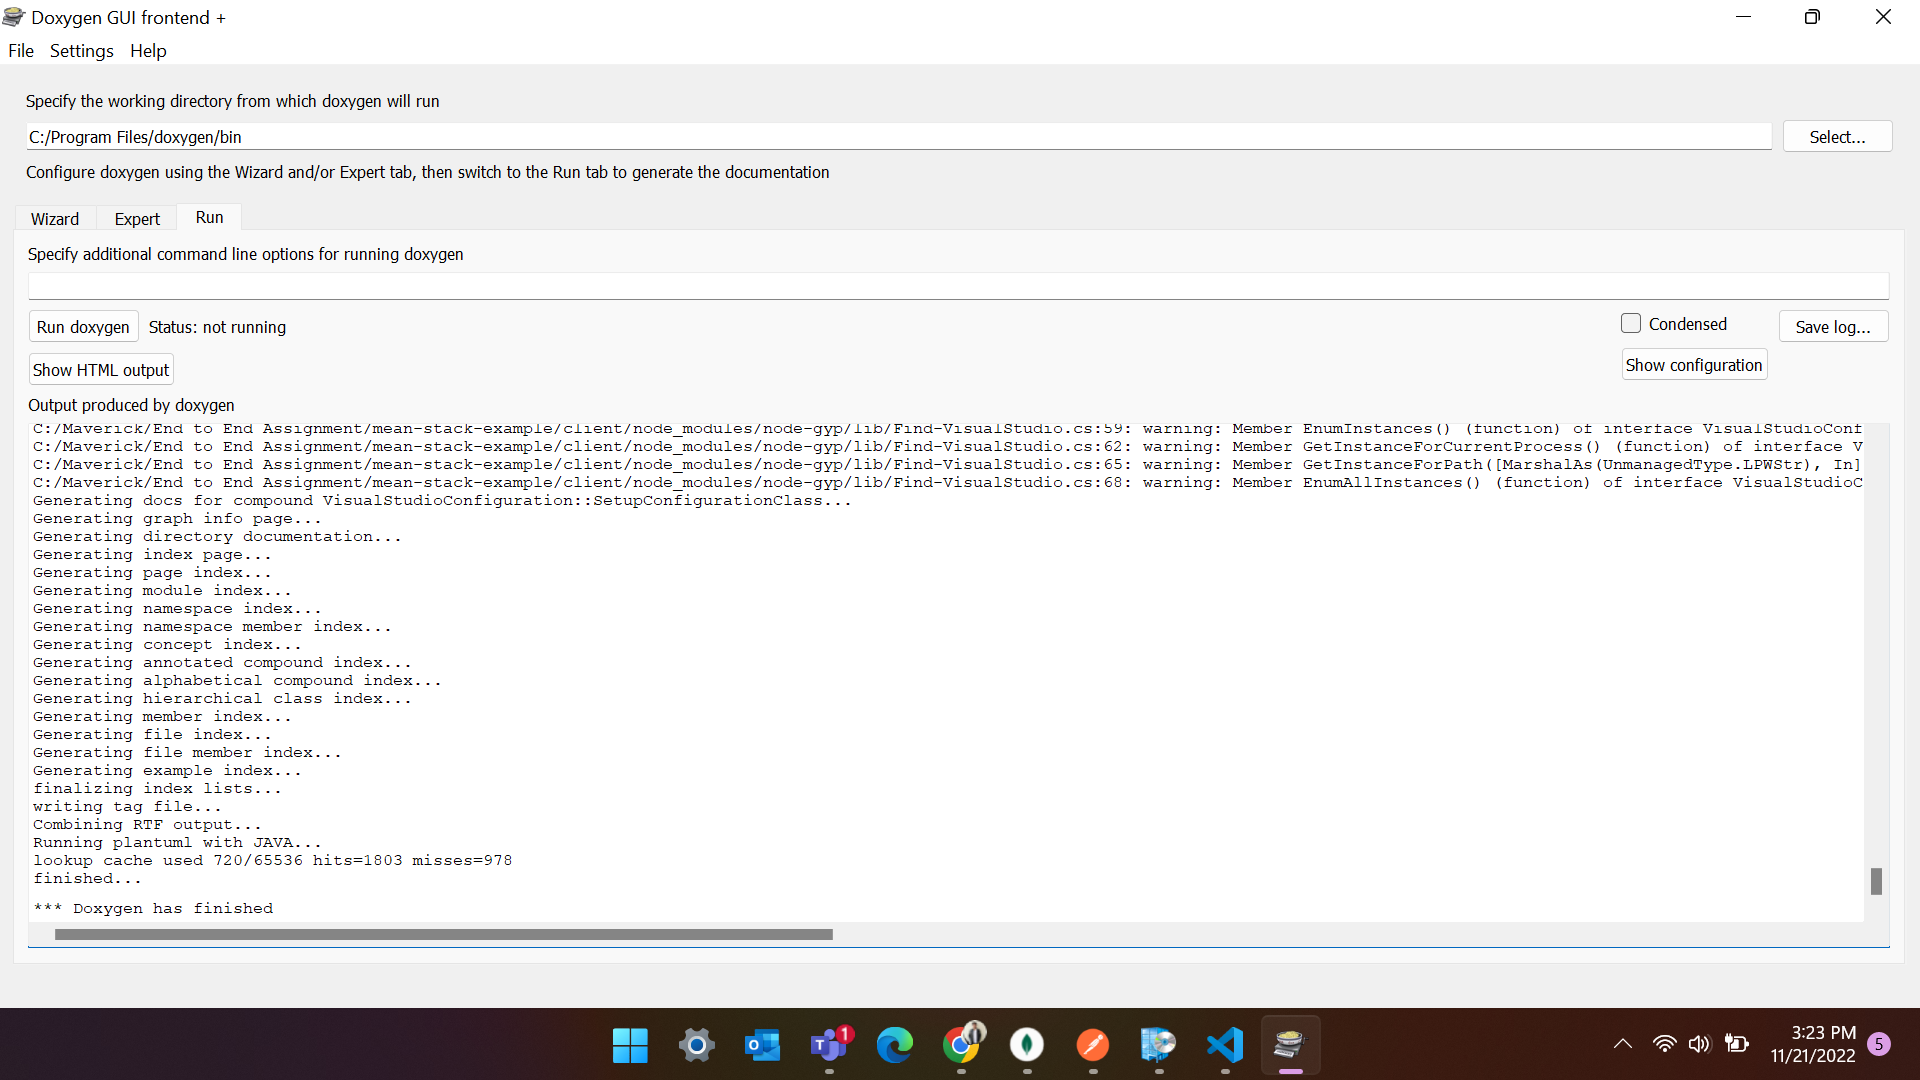 Doxygen GUI frontend +
File Settings Help
Specify the working directory from which doxygen will run
C:/Program Files/doxygen/bin
Select...
Configure doxygen using the Wizard and/or Expert tab, then switch to the Run tab to generate the documentation
Wizard Expert Run
Specify additional command line options for running doxygen
Run doxygen Status: not running
Condensed Save log...
Show HTML output
Show configuration
Output produced by doxygen
C:/Maverick/End to End Assignment/mean-stack-example/client/node_modules/node-gyp/lib/Find-VisualStudio.cs:59: warning: Member EnumInstances() (function) of interface VisualStudioConf
C:/Maverick/End to End Assignment/mean-stack-example/client/node_modules/node-gyp/lib/Find-VisualStudio.cs:62: warning: Member GetInstanceForCurrentProcess() (function) of interface V
C:/Maverick/End to End Assignment/mean-stack-example/client/node_modules/node-gyp/lib/Find-VisualStudio.cs:65: warning: Member GetInstanceForPath([MarshalAs(UnmanagedType.LPWStr), In]
C:/Maverick/End to End Assignment/mean-stack-example/client/node_modules/node-gyp/lib/Find-VisualStudio.cs:68: warning: Member EnumAllInstances() (function) of interface VisualStudioC
Generating docs for compound VisualStudioConfiguration::SetupConfigurationClass...
Generating graph info page...
Generating directory documentation...
Generating index page...
Generating page index...
Generating module index...
Generating namespace index...
Generating namespace member index...
Generating concept index...
Generating annotated compound index...
Generating alphabetical compound index...
Generating hierarchical class index...
Generating member index...
Generating file index...
Generating file member index...
Generating example index...
finalizing index lists...
writing tag file...
Combining RTF output...
Running plantuml with JAVA...
lookup cache used 720/65536 hits=1803 misses=978
finished...
*** Doxygen has finished
1
3:23 PM
11/21/2022
5